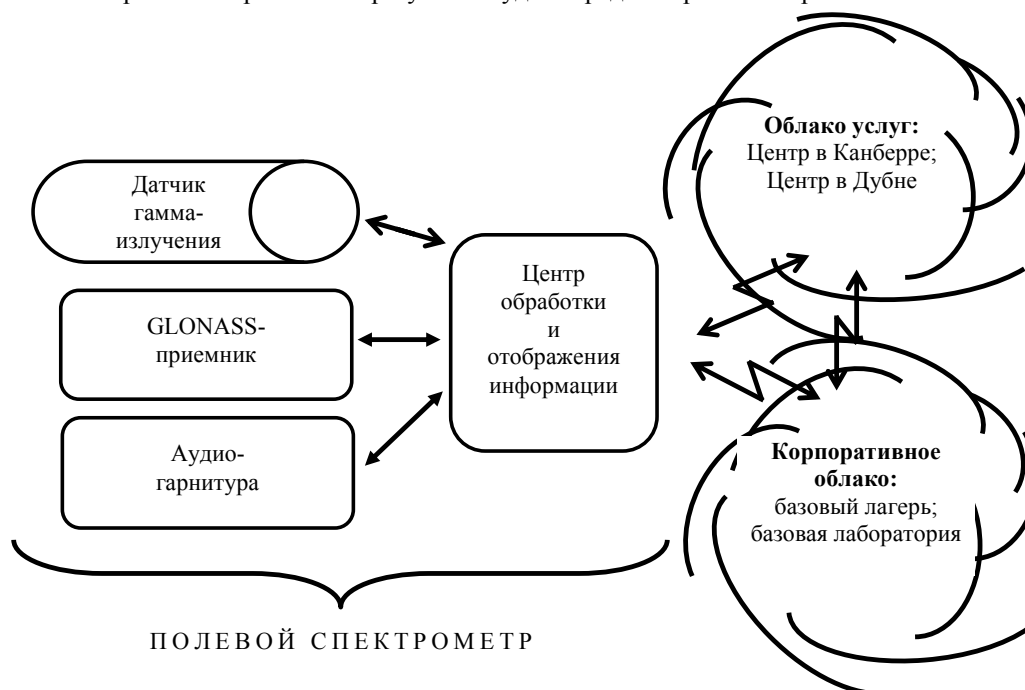 Датчик
гамма-
излучения
GLONASS-
приемник
Аудио-
гарнитура
Центр
обработки
и
отображения
информации
Облако услуг:
Центр в Канберре;
Центр в Дубне
Корпоративное
облако:
базовый лагерь;
базовая лаборатория
ПОЛЕВОЙ СПЕКТРОМЕТР